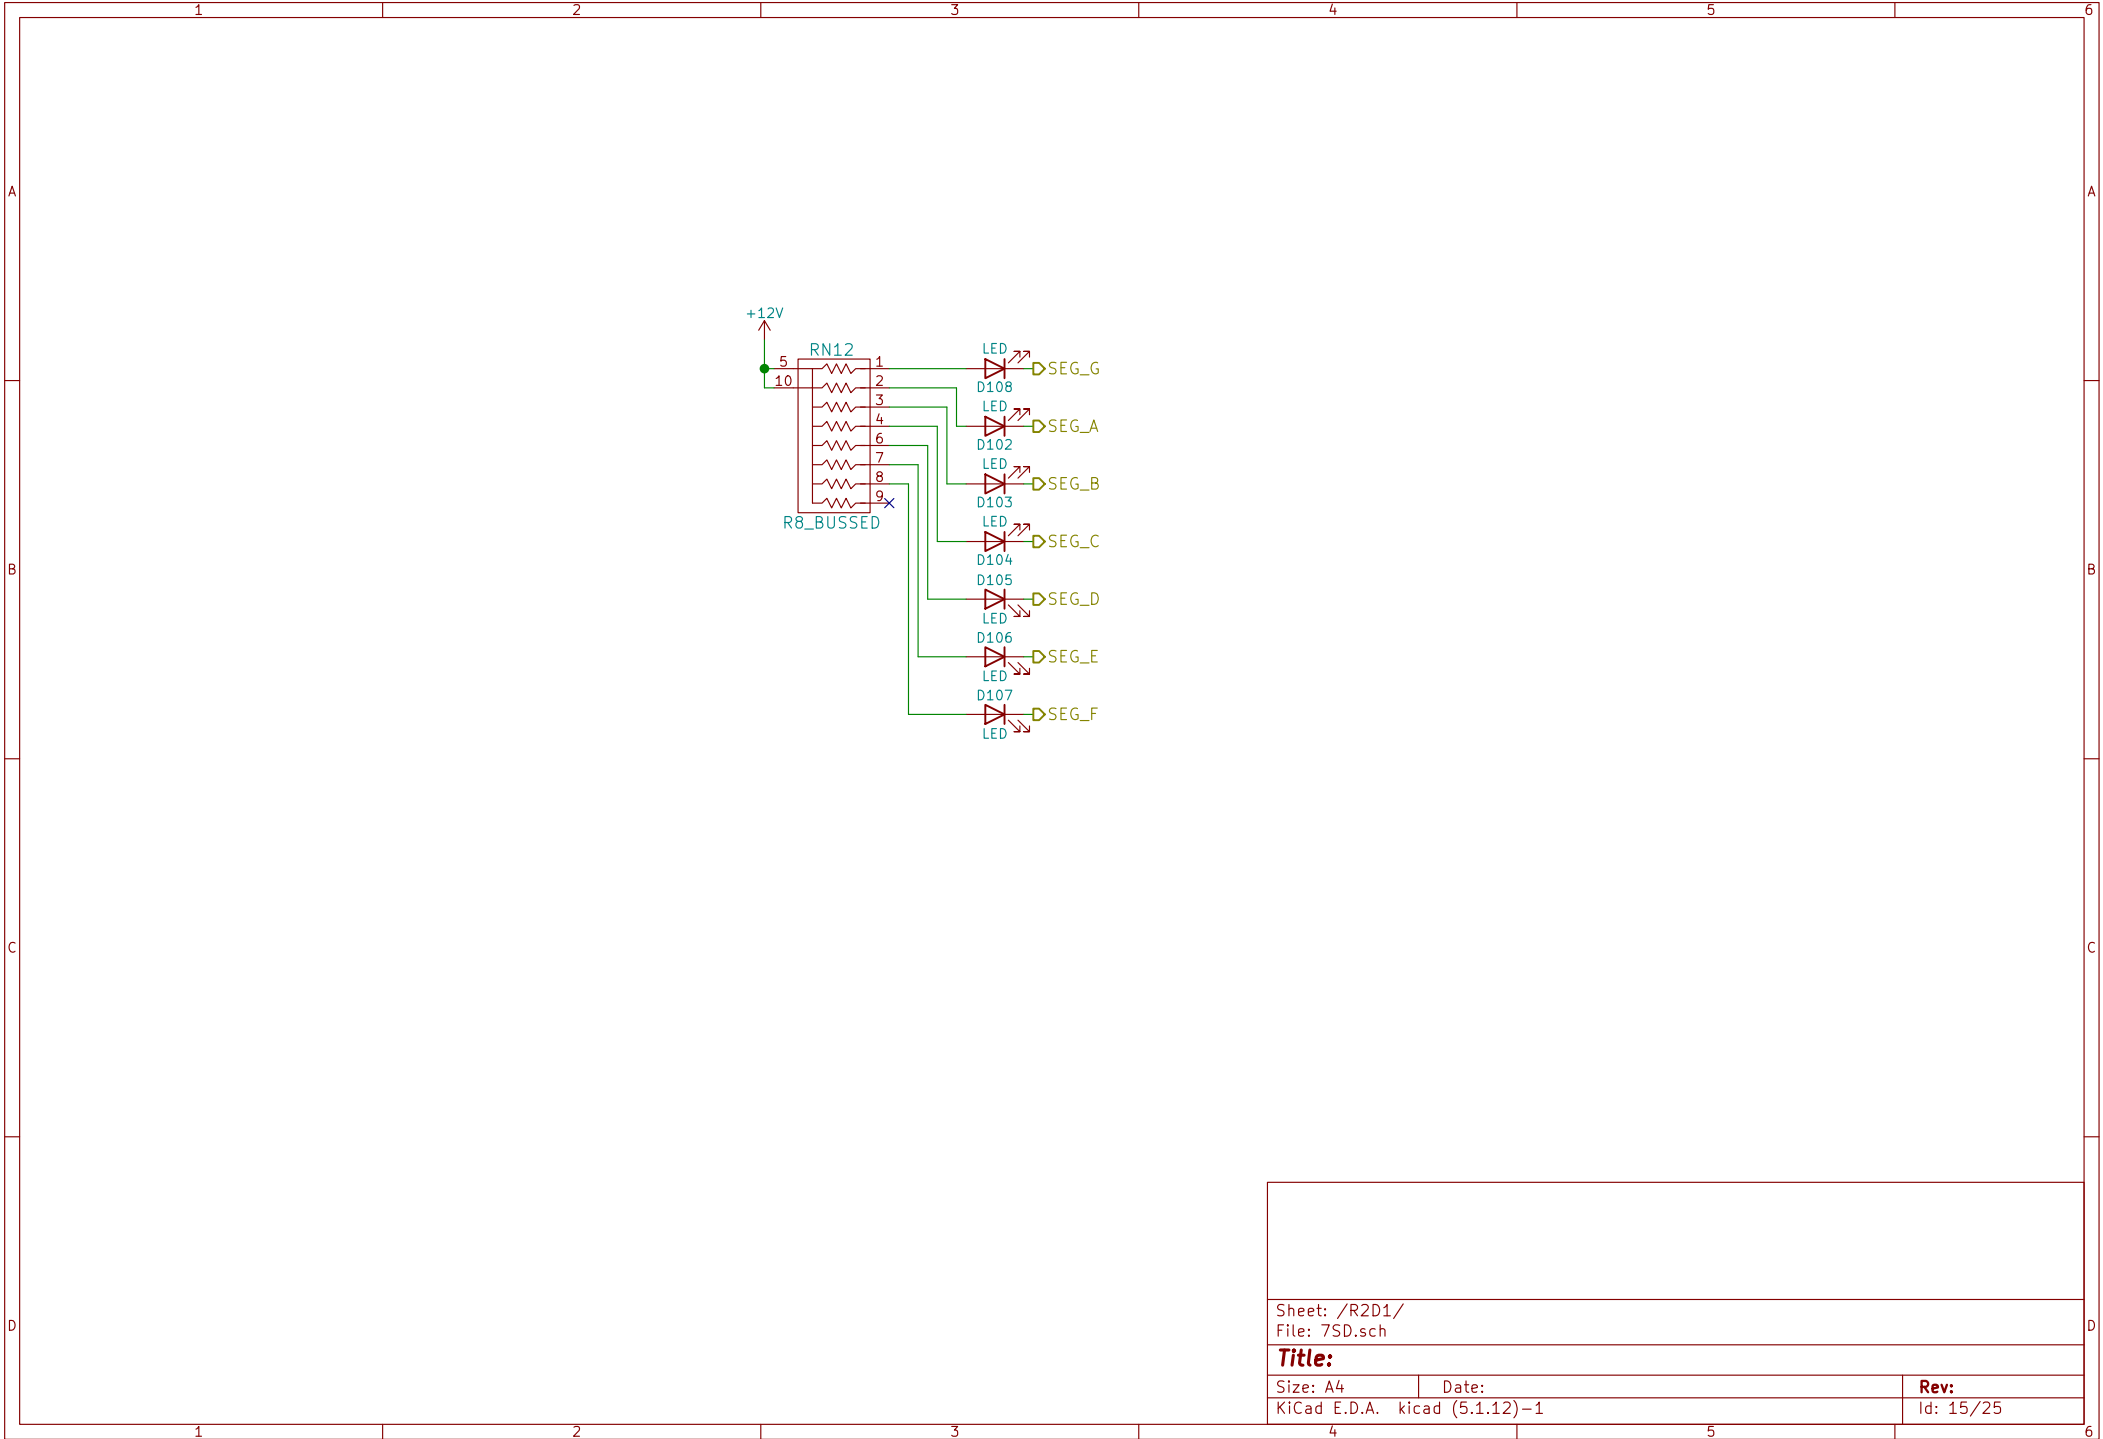 1 2 3 4 5 6
A A
+12V
RN12
5
10
1
2
3
4
6
7
8
9
R8_BUSSED
LED
D108
SEG_G
LED
D102
SEG_A
LED
D103
SEG_B
LED
D104
SEG_C
D105
LED
SEG_D
D106
LED
SEG_E
D107
LED
SEG_F
B B
C C
D D
Sheet: /R2D1/
File: 7SD.sch
Title:
Size: A4 Date: Rev:
KiCad E.D.A. kicad (5.1.12)-1 Id: 15/25
1 2 3 4 5 6